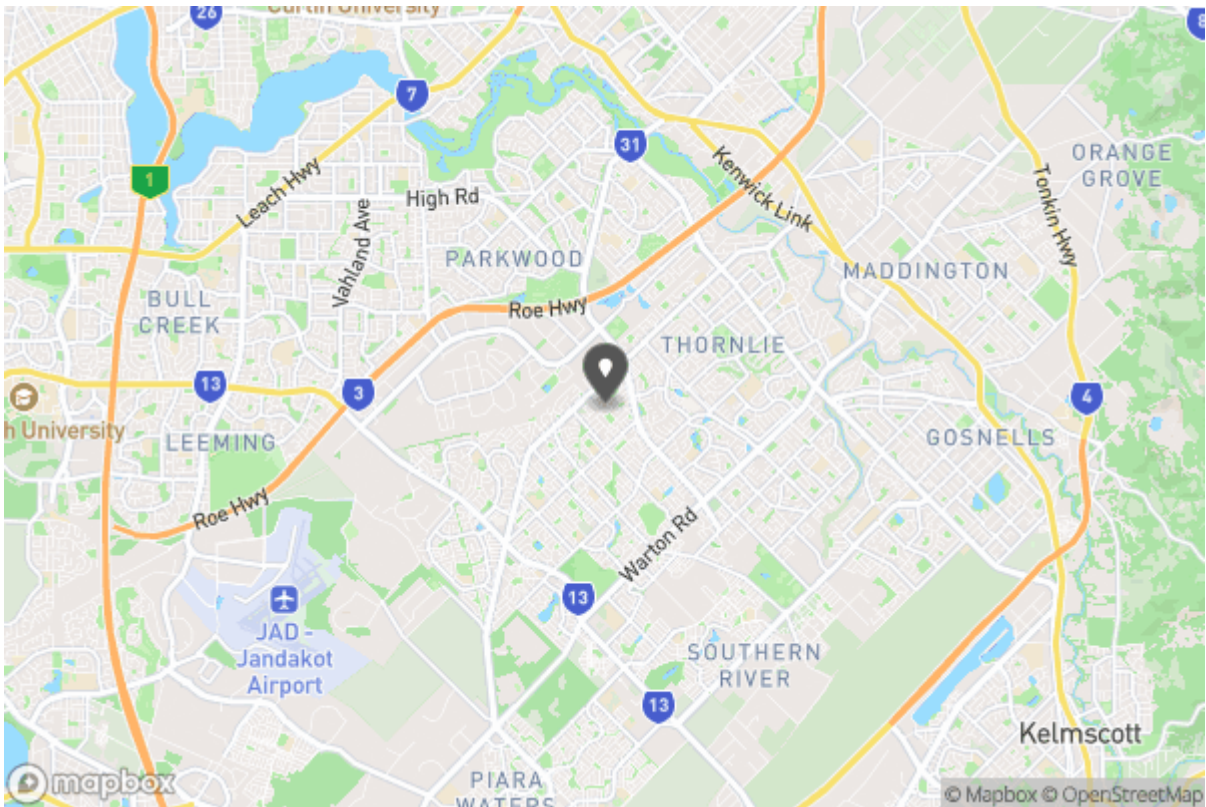 26
Curtin University
8
7
31
ORANGE
GROVE
1
Leach Hwy
High Rd
Kenwick Link
Tonkin Hwy
Vahland Ave
PARKWOOD
MADDINGTON
BULL
CREEK
Roe Hwy
THORNLIE
13
3
4
h University
LEEMING
GOSNELLS
Roe Hwy
Warton Rd
13
JAD -
Jandakot
Airport
SOUTHERN
RIVER
13
Kelmscott
PIARA
WATERS
mapbox
© Mapbox © OpenStreetMap